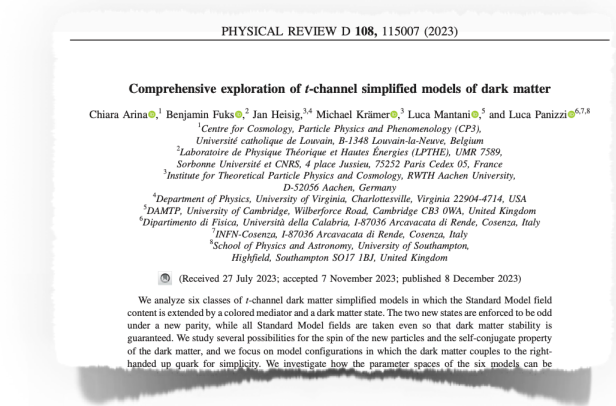 PHYSICAL REVIEW D 108, 115007 (2023)
Comprehensive exploration of t-channel simplified models of dark matter
Chiara Arina,1 Benjamin Fuks,2 Jan Heisig,3,4 Michael Krämer,3 Luca Mantani,5 and Luca Panizzi6,7,8
1Centre for Cosmology, Particle Physics and Phenomenology (CP3),
Université catholique de Louvain, B-1348 Louvain-la-Neuve, Belgium
2Laboratoire de Physique Théorique et Hautes Énergies (LPTHE), UMR 7589,
Sorbonne Université et CNRS, 4 place Jussieu, 75252 Paris Cedex 05, France
3Institute for Theoretical Particle Physics and Cosmology, RWTH Aachen University,
D-52056 Aachen, Germany
4Department of Physics, University of Virginia, Charlottesville, Virginia 22904-4714, USA
5DAMTP, University of Cambridge, Wilberforce Road, Cambridge CB3 0WA, United Kingdom
6Dipartimento di Fisica, Università della Calabria, I-87036 Arcavacata di Rende, Cosenza, Italy
7INFN-Cosenza, I-87036 Arcavacata di Rende, Cosenza, Italy
8School of Physics and Astronomy, University of Southampton,
Highfield, Southampton SO17 1BJ, United Kingdom
(Received 27 July 2023; accepted 7 November 2023; published 8 December 2023)
We analyze six classes of t-channel dark matter simplified models in which the Standard Model field
content is extended by a colored mediator and a dark matter state. The two new states are enforced to be odd
under a new parity, while all Standard Model fields are taken even so that dark matter stability is
guaranteed. We study several possibilities for the spin of the new particles and the self-conjugate property
of the dark matter, and we focus on model configurations in which the dark matter couples to the right-
handed up quark for simplicity. We investigate how the parameter spaces of the six models can be